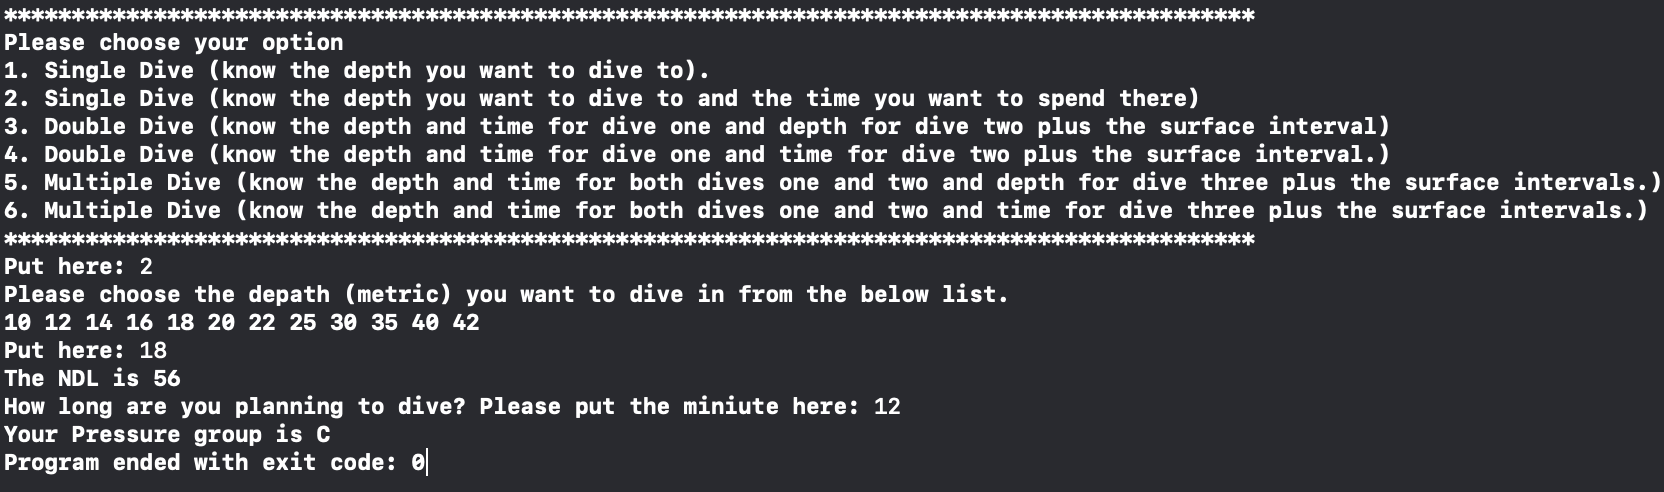 ********************************************************************************************
Please choose your option
1. Single Dive (know the depth you want to dive to).
2. Single Dive (know the depth you want to dive to and the time you want to spend there)
3. Double Dive (know the depth and time for dive one and depth for dive two plus the surface interval)
4. Double Dive (know the depth and time for dive one and time for dive two plus the surface interval.)
5. Multiple Dive (know the depth and time for both dives one and two and depth for dive three plus the surface intervals.)
6. Multiple Dive (know the depth and time for both dives one and two and time for dive three plus the surface intervals.)
********************************************************************************************
Put here: 2
Please choose the depath (metric) you want to dive in from the below list.
10 12 14 16 18 20 22 25 30 35 40 42
Put here: 18
The NDL is 56
How long are you planning to dive? Please put the miniute here: 12
Your Pressure group is C
Program ended with exit code: 0